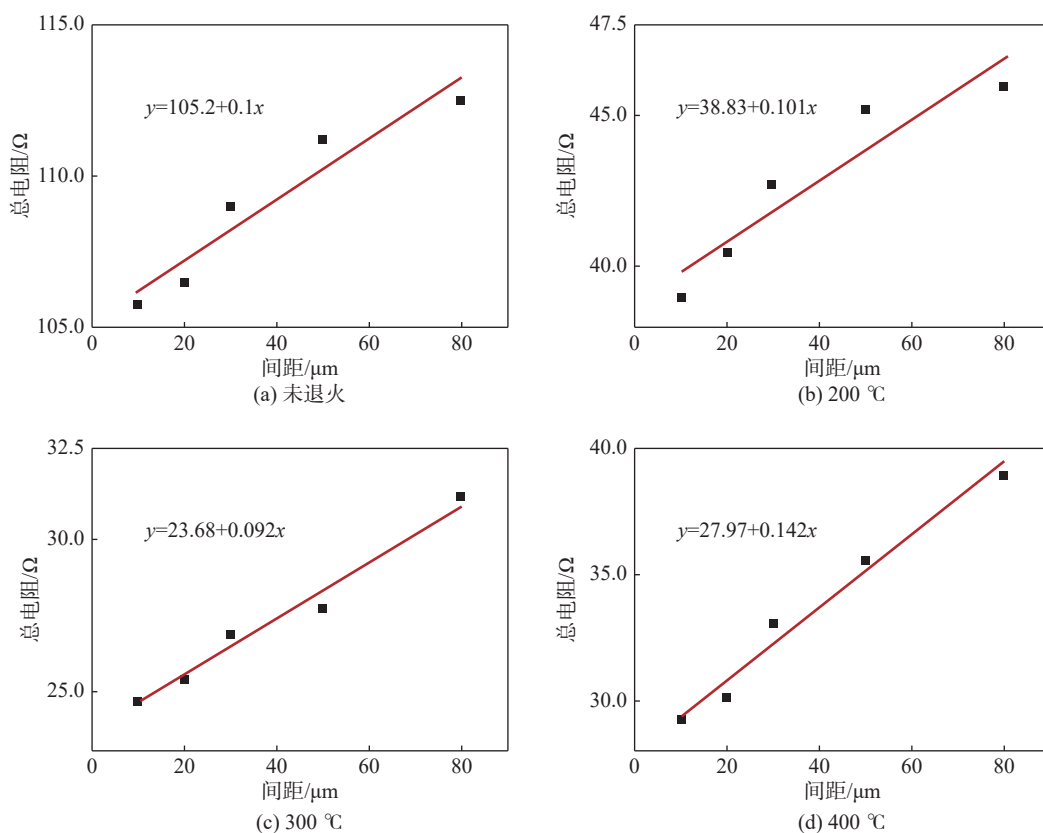 115.0
110.0
105.0
总电阻/Ω
y=105.2+0.1x
0 20 40 60 80
间距/μm
(a) 未退火
47.5
45.0
40.0
总电阻/Ω
y=38.83+0.101x
0 20 40 60 80
间距/μm
(b) 200 ℃
32.5
30.0
25.0
总电阻/Ω
y=23.68+0.092x
0 20 40 60 80
间距/μm
(c) 300 ℃
40.0
35.0
30.0
总电阻/Ω
y=27.97+0.142x
0 20 40 60 80
间距/μm
(d) 400 ℃